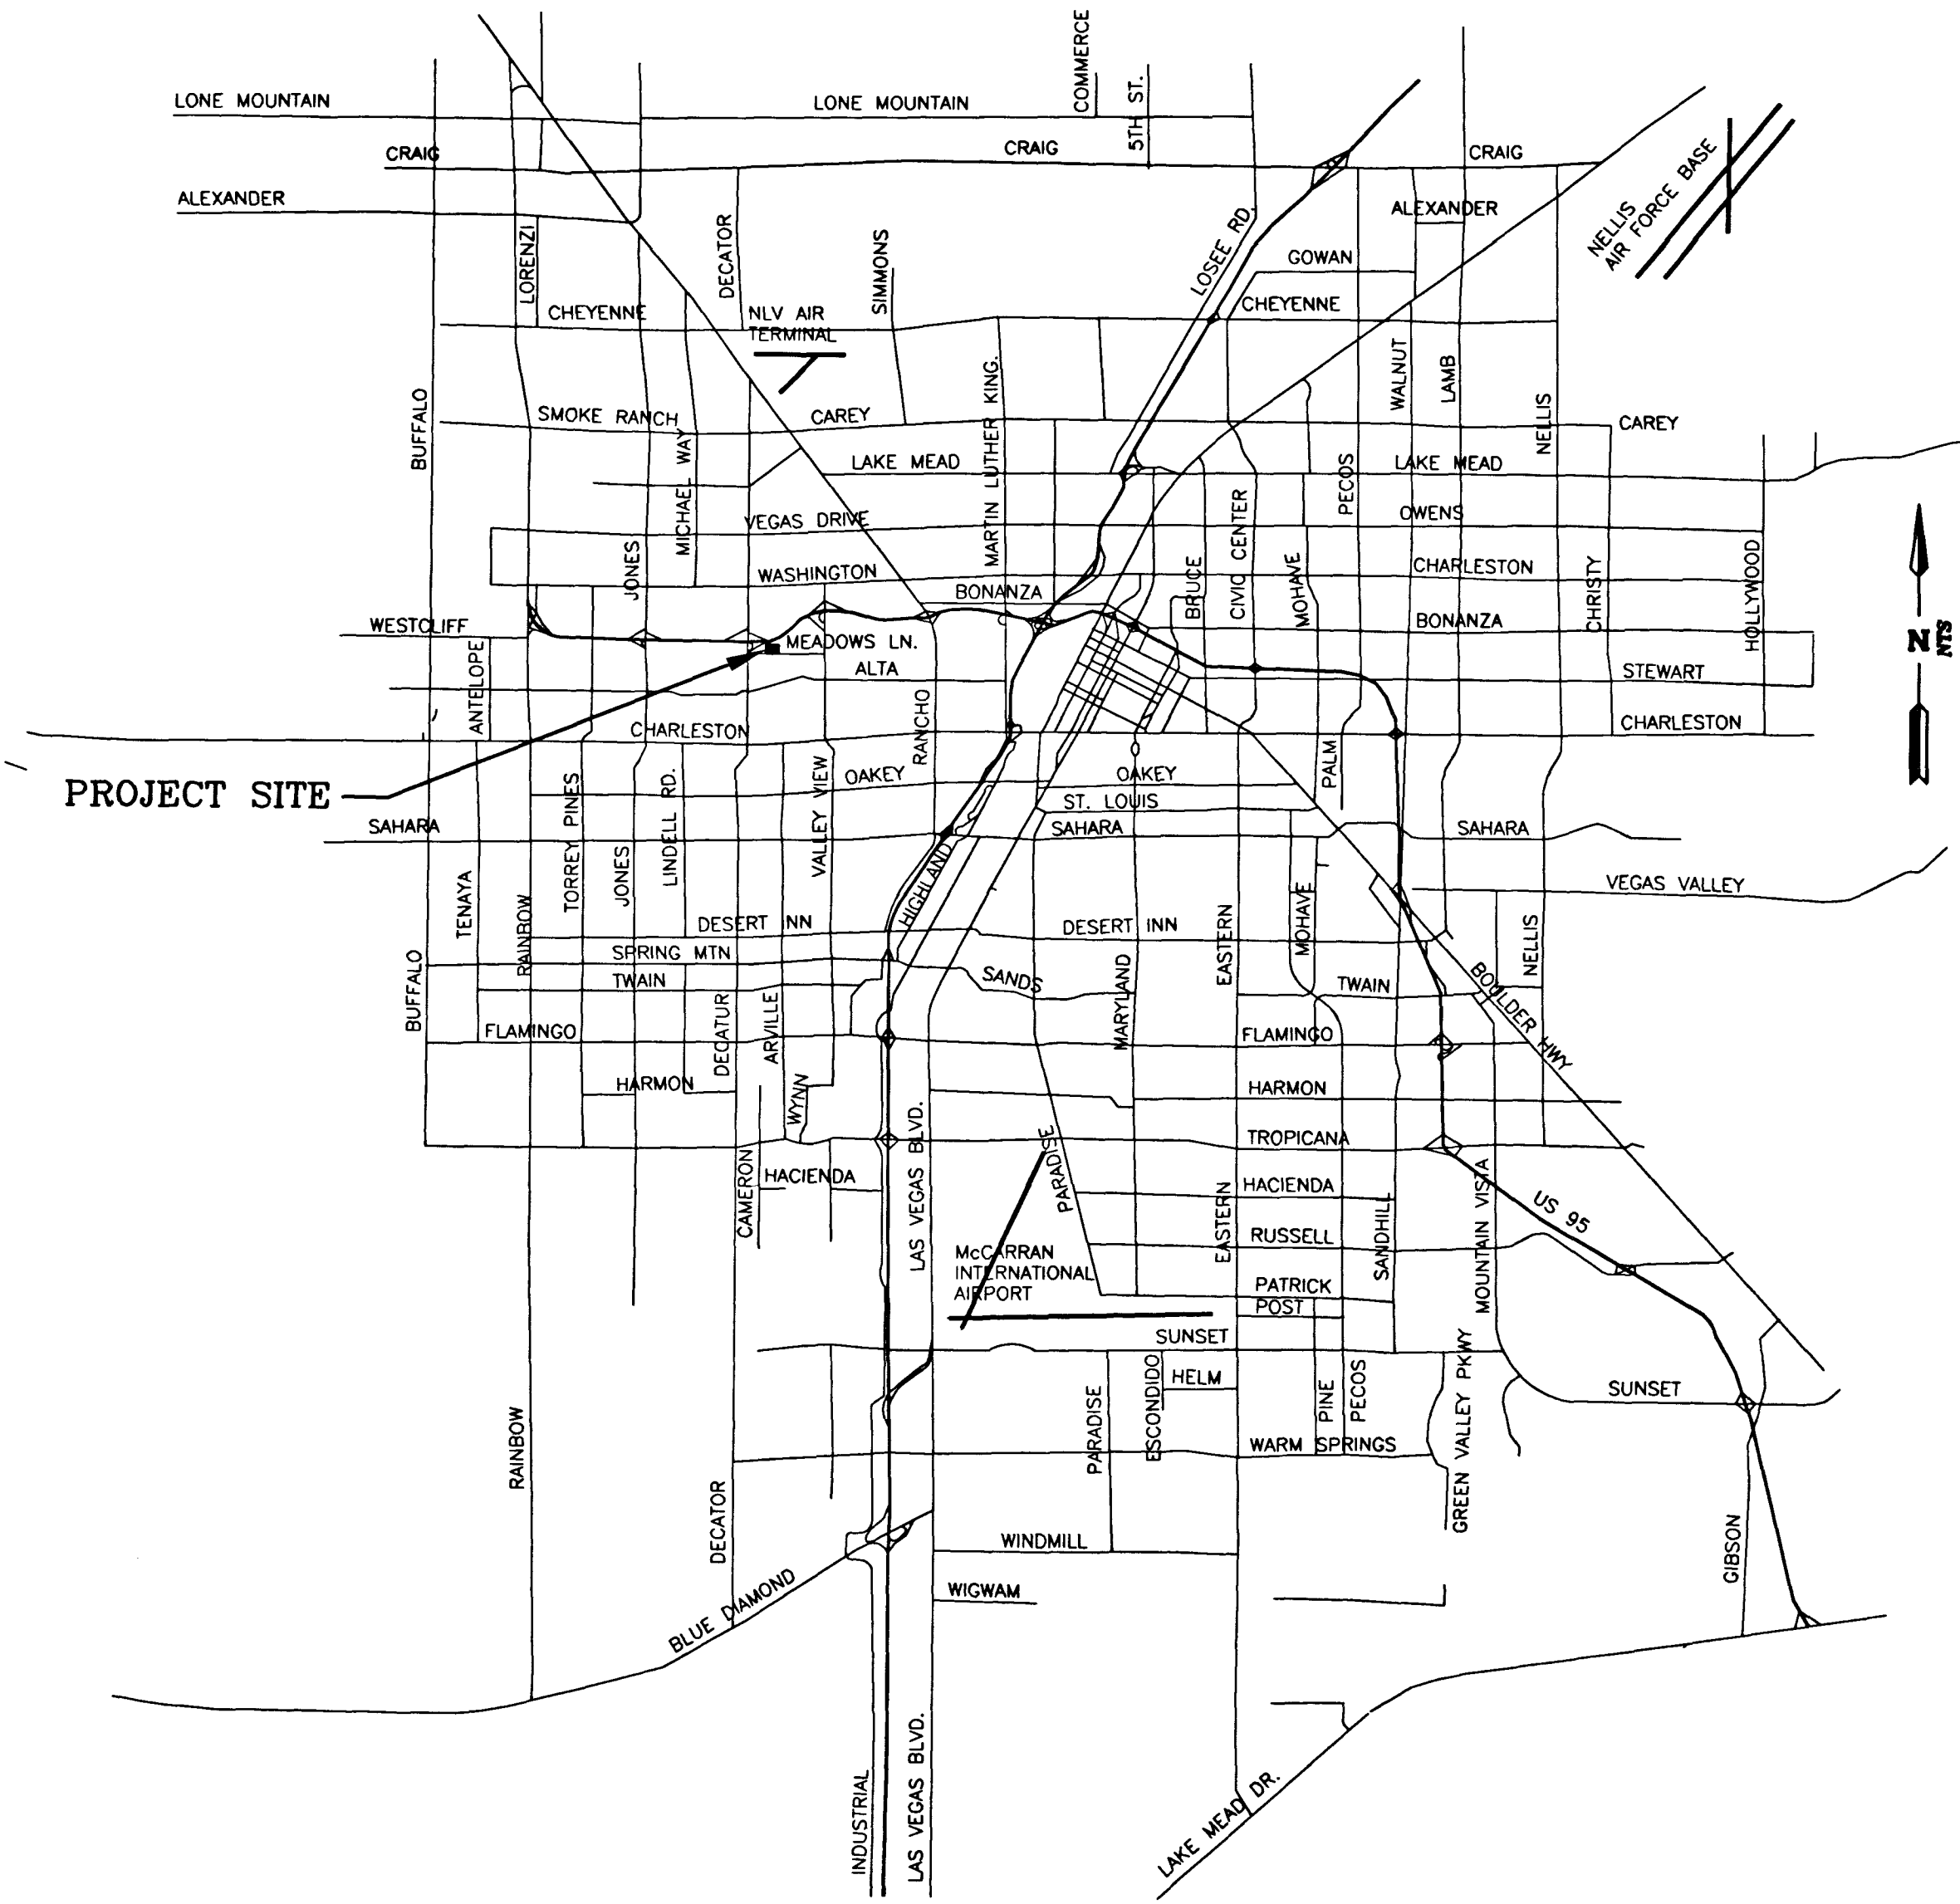 COMMERCE
5TH ST.
LONE MOUNTAIN
LONE MOUNTAIN
CRAIG
CRAIG
CRAIG
NELLIS
AIR FORCE BASE
ALEXANDER
ALEXANDER
LORENZI
DECATOR
SIMMONS
LOSEE RD.
GOWAN
CHEYENNE
NLV AIR
TERMINAL
CHEYENNE
BUFFALO
SMOKE RANCH
CAREY
MARTIN LUTHER KING.
WALNUT
LAMB
NELLIS
CAREY
MICHAEL WAY
LAKE MEAD
PECOS
LAKE MEAD
VEGAS DRIVE
CIVIC CENTER
OWENS
JONES
WASHINGTON
BRUCE
MOHAVE
CHARLESTON
CHRISTY
HOLLYWOOD
BONANZA
WESTCLIFF
BONANZA
N
NTS
ANTELOPE
MEADOWS LN.
ALTA
STEWART
RANCHO
CHARLESTON
CHARLESTON
PROJECT SITE
TORREY PINES
LINDELL RD.
VALLEY VIEW
OAKEY
OAKEY
PALM
ST. LOUIS
SAHARA
SAHARA
SAHARA
TENAYA
JONES
HIGHLAND
VEGAS VALLEY
RAINBOW
DESERT INN
DESERT INN
EASTERN
MOHAVE
NELLIS
BUFFALO
SPRING MTN
TWAIN
SANDS
MARYLAND
TWAIN
BOULDER HWY
FLAMINGO
DECATUR
ARVILLE
FLAMINGO
HARMON
WYNN
HARMON
LAS VEGAS BLVD.
PARADISE
TROPICANA
CAMERON
HACIENDA
EASTERN
HACIENDA
SANDHILL
MOUNTAIN VISTA
US 95
RUSSELL
McCARRAN
INTERNATIONAL
AIRPORT
PATRICK
POST
SUNSET
GREEN VALLEY PKWY
PARADISE
ESCONDIDO
HELM
PINE
PECOS
SUNSET
RAINBOW
WARM SPRINGS
DECATOR
WINDMILL
GIBSON
BLUE DIAMOND
WIGWAM
INDUSTRIAL
LAS VEGAS BLVD.
LAKE MEAD DR.